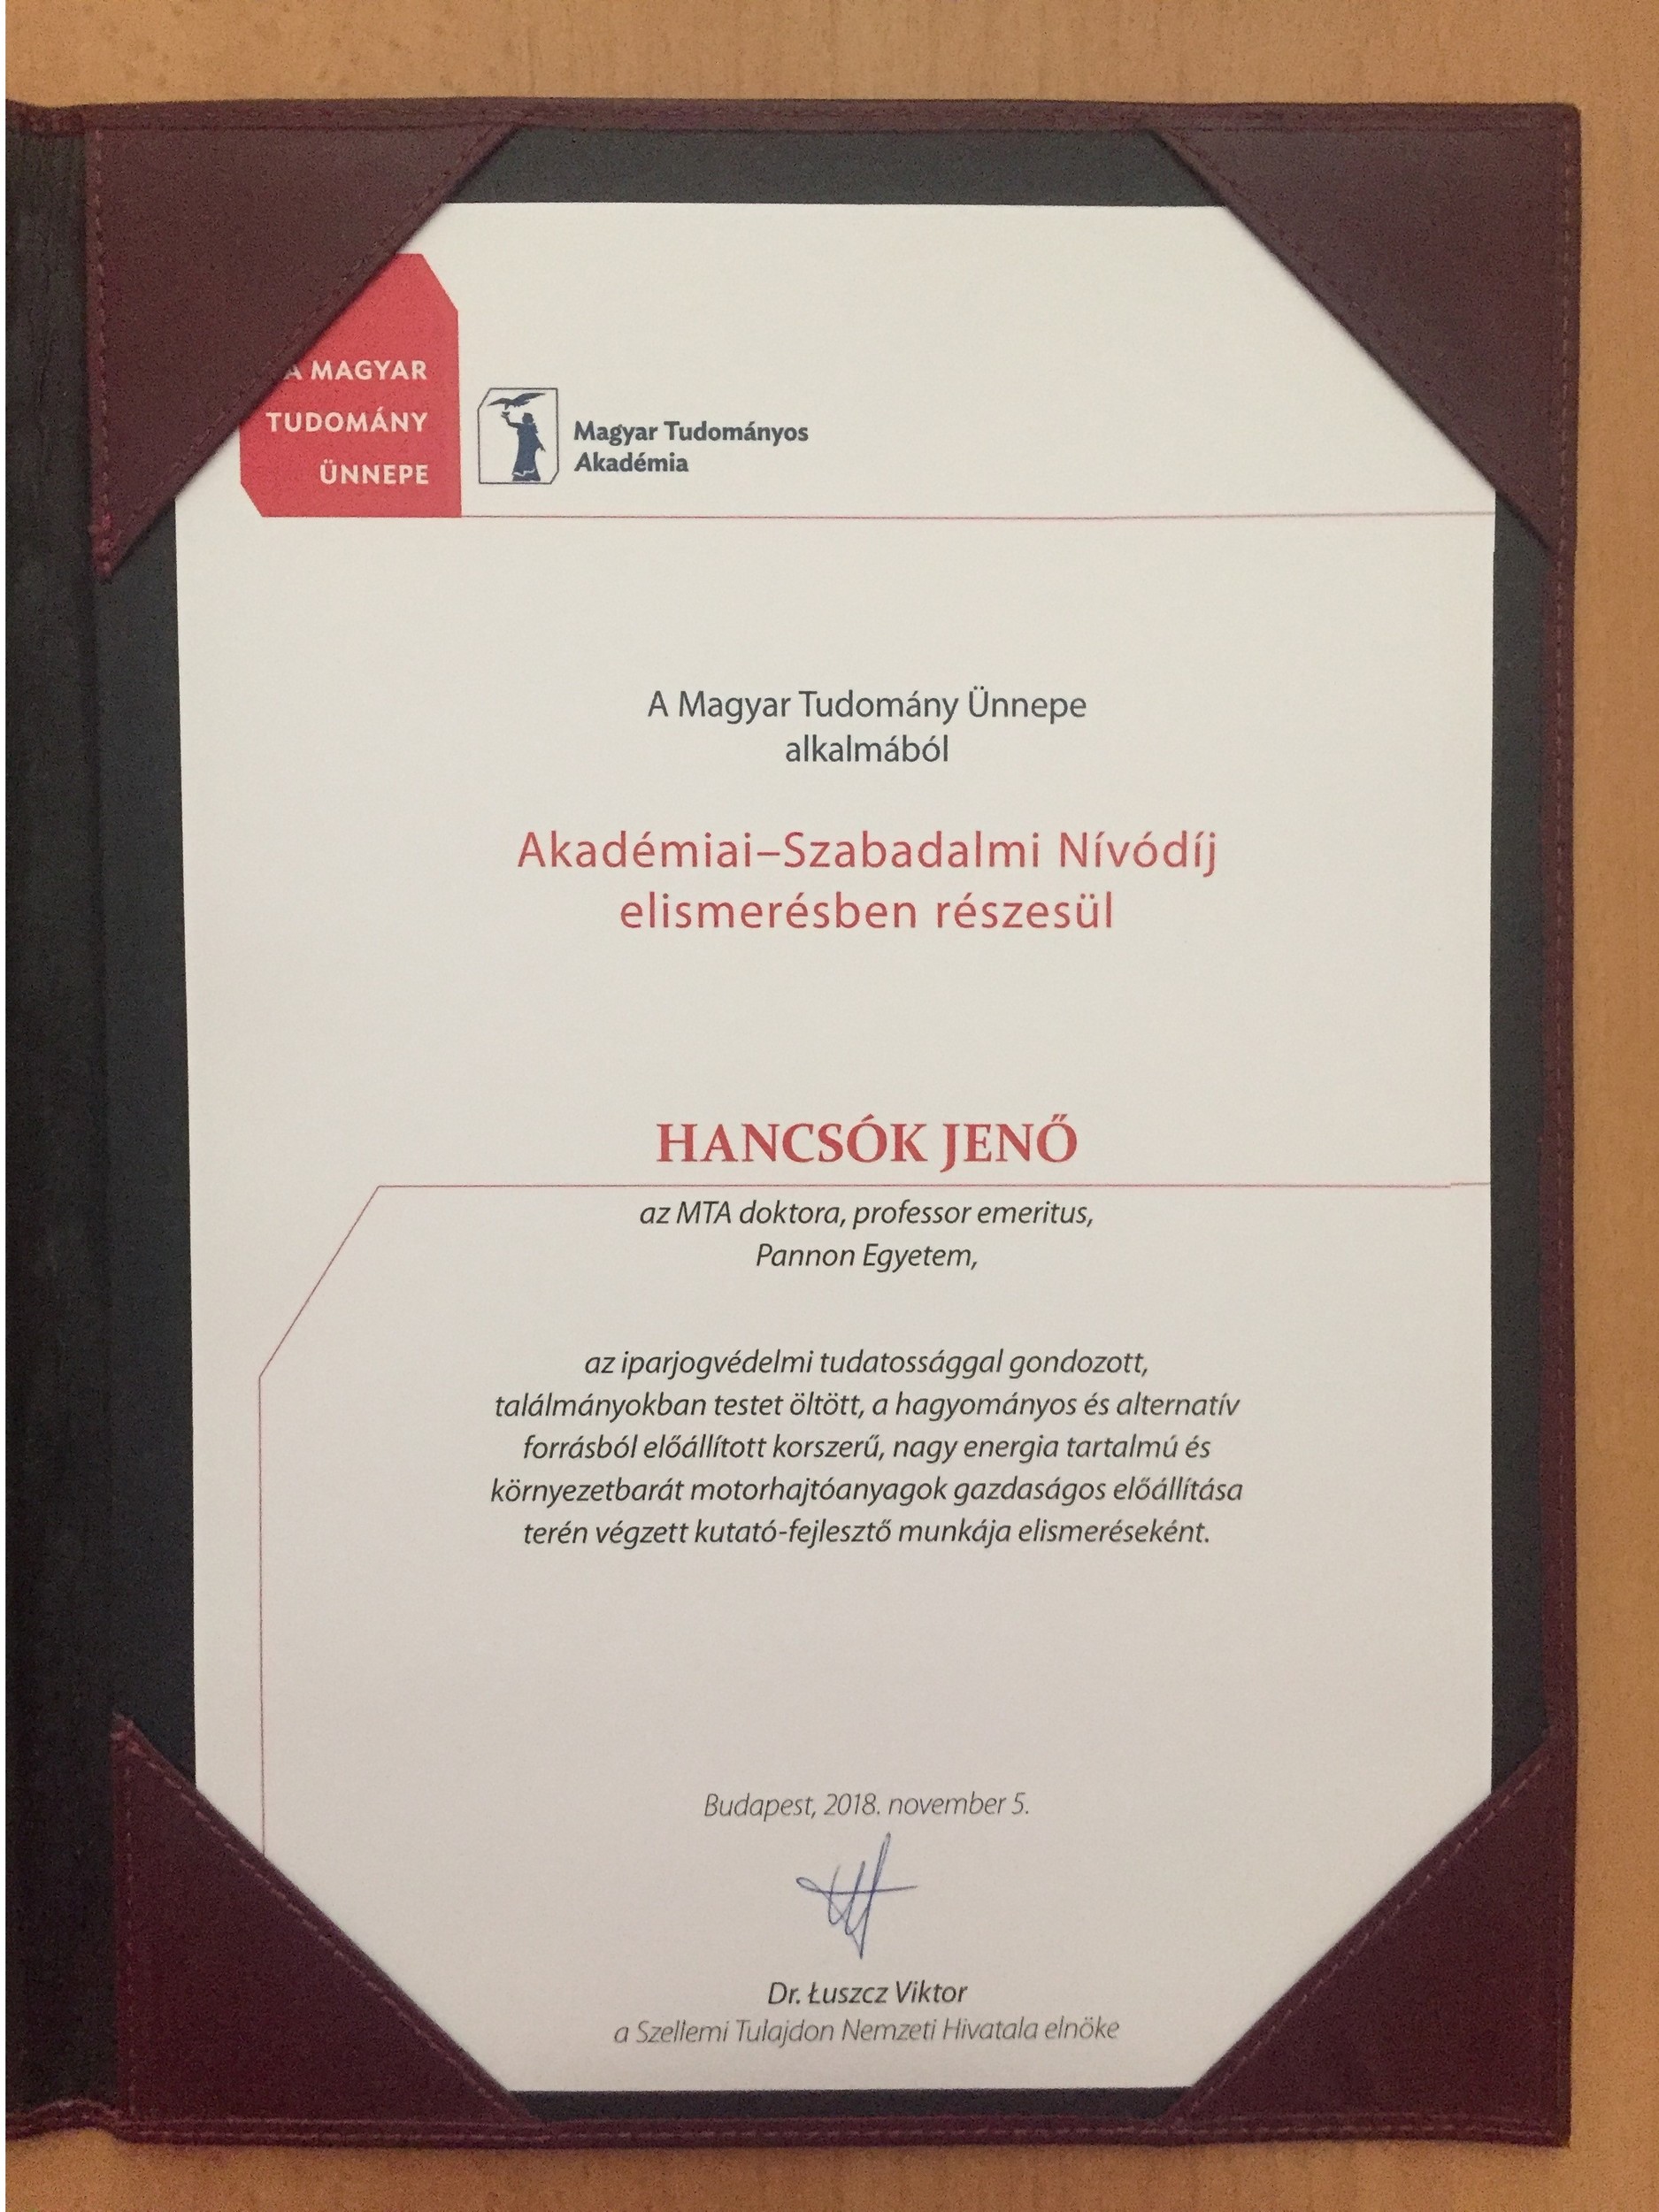 A MAGYAR
TUDOMÁNY
ÜNNEPE
Magyar Tudományos
Akadémia
A Magyar Tudomány Ünnepe
alkalmából
Akadémiai–Szabadalmi Nívódíj
elismerésben részesül
HANCSÓK JENŐ
az MTA doktora, professor emeritus,
Pannon Egyetem,
az iparjogvédelmi tudatossággal gondozott,
találmányokban testet öltött, a hagyományos és alternatív
forrásból előállított korszerű, nagy energia tartalmú és
környezetbarát motorhajtóanyagok gazdaságos előállítása
terén végzett kutató-fejlesztő munkája elismeréseként.
Budapest, 2018. november 5.
Dr. Łuszcz Viktor
a Szellemi Tulajdon Nemzeti Hivatala elnöke